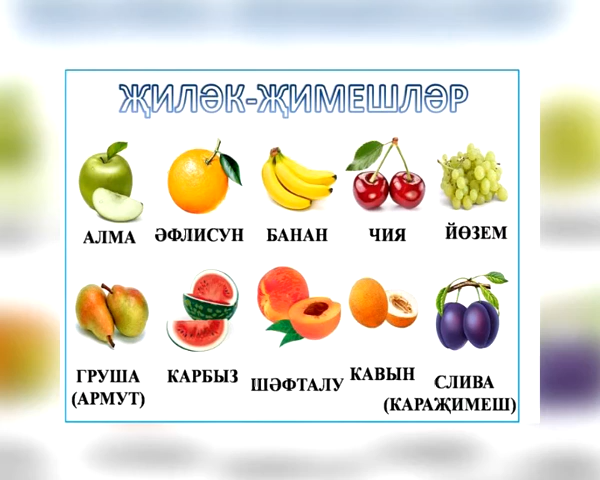 ҖИЛӘК-ҖИМЕШЛӘР
АЛМА
ӘФЛИСУН
БАНАН
ЧИЯ
ЙӨЗЕМ
ГРУША
(АРМУТ)
КАРБЫЗ
ШӘФТАЛУ
КАВЫН
СЛИВА
(КАРАҖИМЕШ)